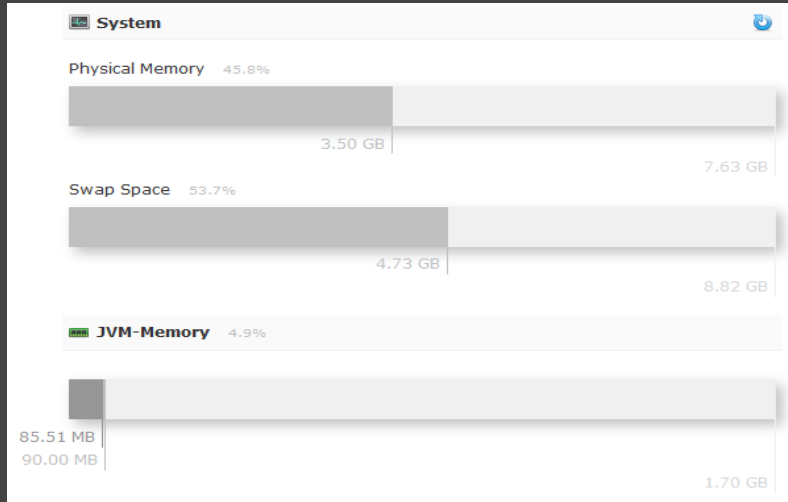 System
Physical Memory 45.8%
3.50 GB
7.63 GB
Swap Space 53.7%
4.73 GB
8.82 GB
JVM-Memory 4.9%
85.51 MB
90.00 MB
1.70 GB